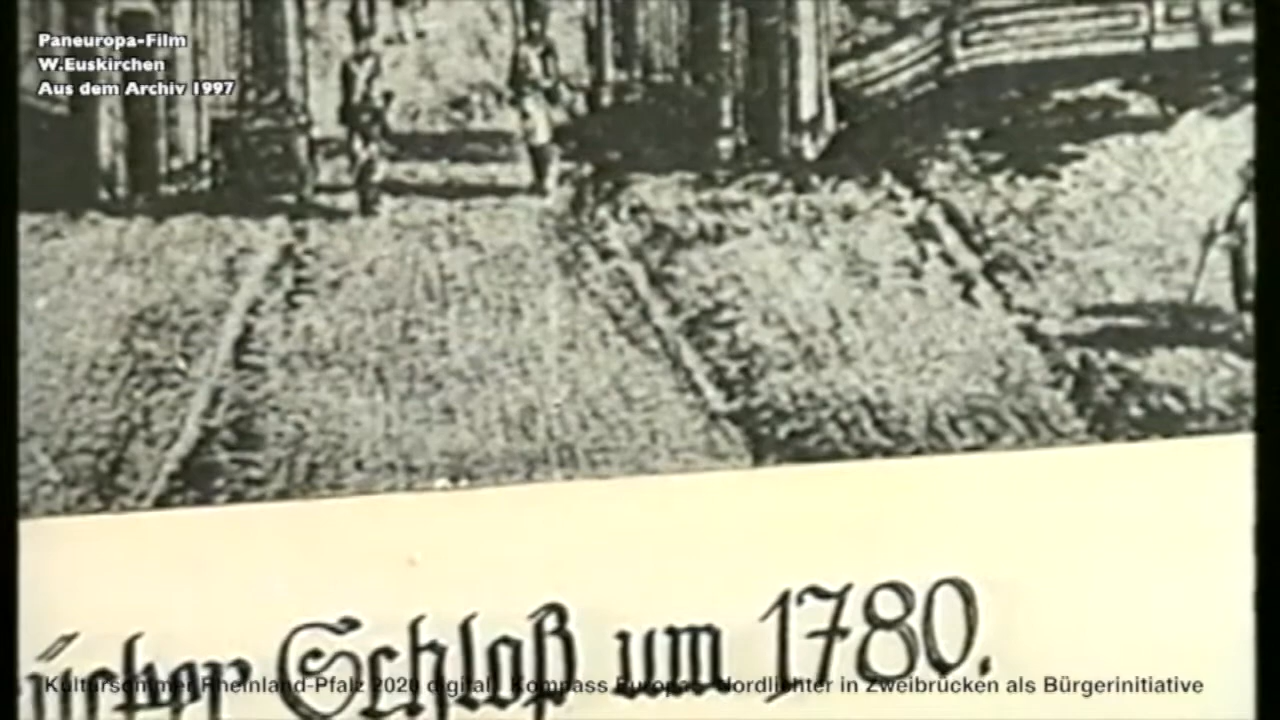 Paneuropa-Film
W.Euskirchen
Aus dem Archiv 1997
Schloß um 1780.
Kultursommer Rheinland-Pfalz 2020 digital: Kompass Europa: Nordlichter in Zweibrücken als Bürgerinitiative